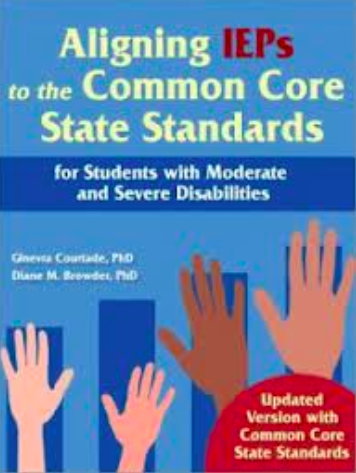 Aligning IEPs
to the Common Core
State Standards
for Students with Moderate
and Severe Disabilities
Ginevra Courtade, PhD
Diane M. Browder, PhD
Updated
Version with
Common Core
State Standards